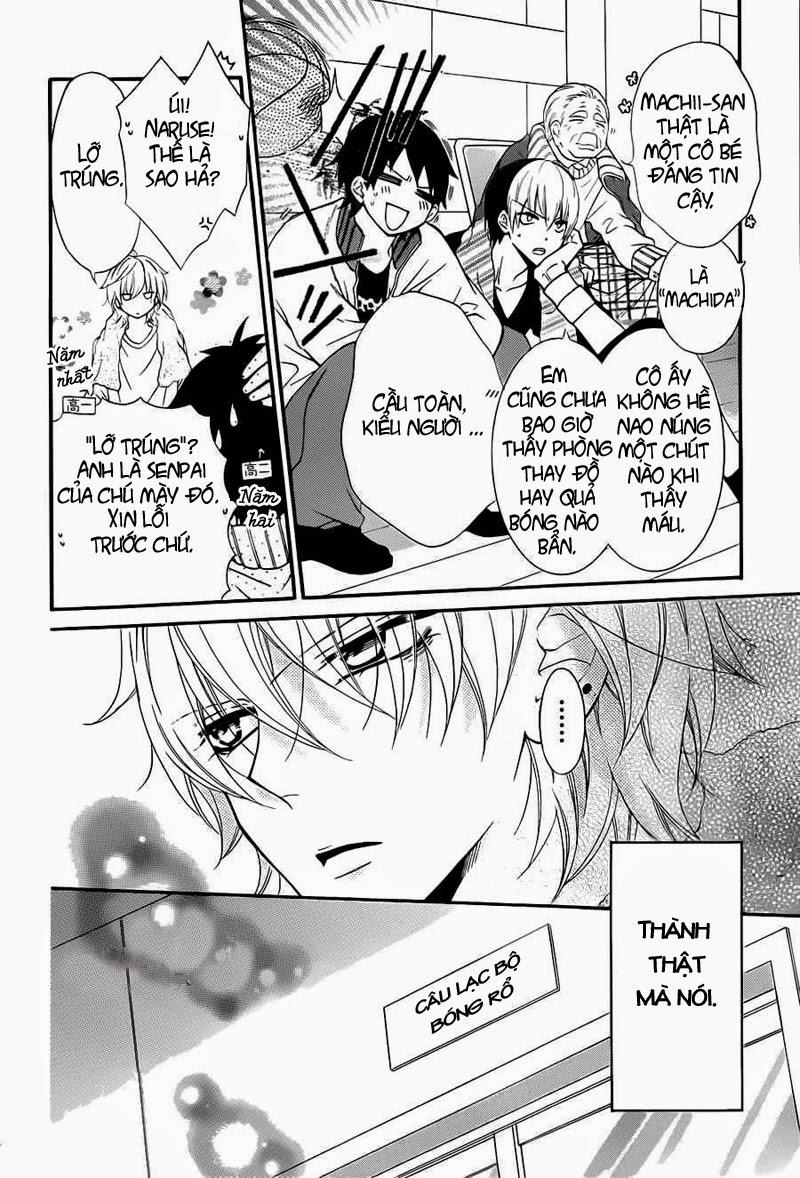 MACHII-SAN
THẬT LÀ
MỘT CÔ BÉ
ĐÁNG TIN
CẬY.
LÀ
"MACHIDA"
CÔ ẤY
KHÔNG HỀ
NAO NÚNG
MỘT CHÚT
NÀO KHI
THẤY
MÁU.
EM
CŨNG CHƯA
BAO GIỜ
THẤY PHÒNG
THAY ĐỒ
HAY QUẢ
BÓNG NÀO
BẨN.
CẦU TOÀN,
KIỂU NGƯỜI ...
ÚI!
NARUSE!
THẾ LÀ
SAO HẢ?
LỠ
TRÚNG.
Năm
nhất
高一
"LỠ TRÚNG"?
ANH LÀ SENPAI
CỦA CHÚ MÀY ĐÓ.
XIN LỖI
TRƯỚC CHỨ.
高二
Năm
hai
......
THÀNH
THẬT
MÀ NÓI.
CÂU LẠC BỘ
BÓNG RỔ